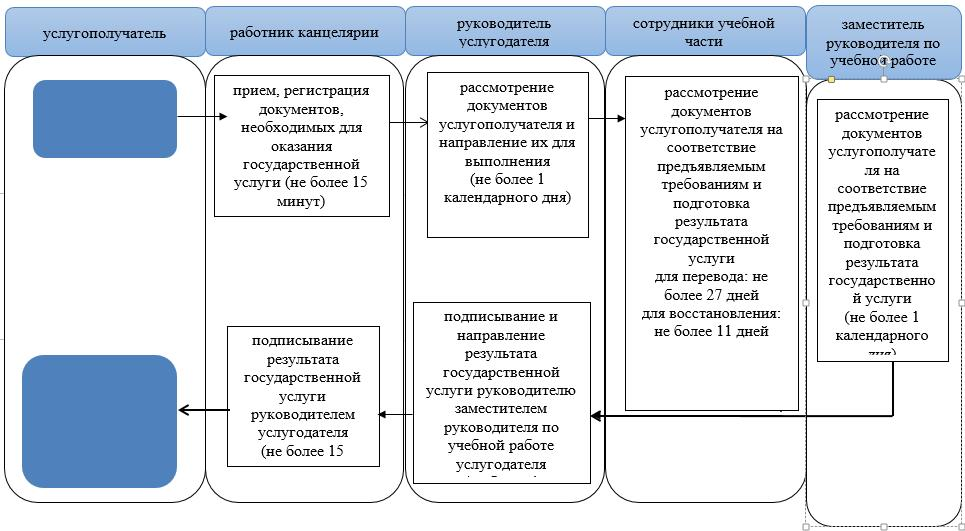 услугополучатель
работник канцелярии
руководитель
услугодателя
сотрудники учебной
части
заместитель
руководителя по
учебной работе
прием, регистрация
документов,
необходимых для
оказания
государственной
услуги (не более 15
минут)
рассмотрение
документов
услугополучателя и
направление их для
выполнения
(не более 1
календарного дня)
рассмотрение
документов
услугополучателя на
соответствие
предъявляемым
требованиям и
подготовка
результата
государственной
услуги
для перевода: не
более 27 дней
для восстановления:
не более 11 дней
рассмотрение
документов
услугополучате
ля на
соответствие
предъявляемым
требованиям и
подготовка
результата
государственно
й услуги
(не более 1
календарного
дня)
подписывание
результата
государственной
услуги
руководителем
услугодателя
(не более 15
подписывание и
направление
результата
государственной
услуги руководителю
заместителем
руководителя по
учебной работе
услугодателя